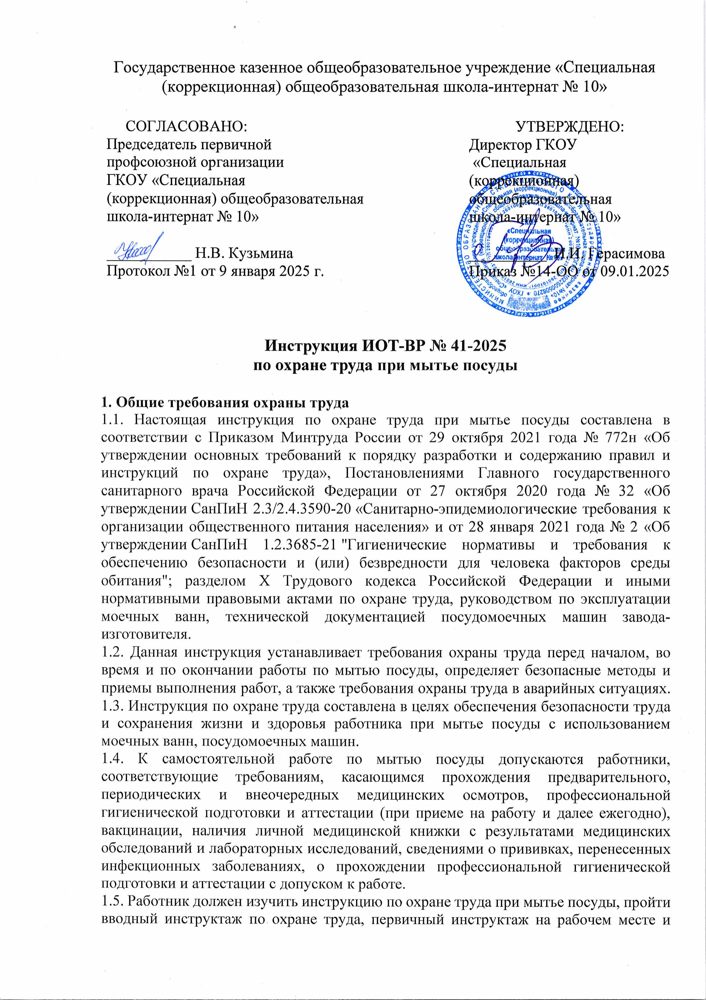 Государственное казенное общеобразовательное учреждение «Специальная
(коррекционная) общеобразовательная школа-интернат № 10»
СОГЛАСОВАНО:
Председатель первичной
профсоюзной организации
ГКОУ «Специальная
(коррекционная) общеобразовательная
школа-интернат № 10»
Н.В. Кузьмина
Протокол №1 от 9 января 2025 г.
УТВЕРЖДЕНО:
Директор ГКОУ
«Специальная
(коррекционная)
общеобразовательная
школа-интернат № 10»
Н.И. Герасимова
Приказ №14-ОО от 09.01.2025
ГКОУ
«Специальная
(коррекционная)
общеобразовательная
школа-интернат №10»
Инструкция ИОТ-ВР № 41-2025
по охране труда при мытье посуды
1. Общие требования охраны труда
1.1. Настоящая инструкция по охране труда при мытье посуды составлена в
соответствии с Приказом Минтруда России от 29 октября 2021 года № 772н «Об
утверждении основных требований к порядку разработки и содержанию правил и
инструкций по охране труда», Постановлениями Главного государственного
санитарного врача Российской Федерации от 27 октября 2020 года № 32 «Об
утверждении СанПиН 2.3/2.4.3590-20 «Санитарно-эпидемиологические требования к
организации общественного питания населения» и от 28 января 2021 года № 2 «Об
утверждении СанПиН 1.2.3685-21 "Гигиенические нормативы и требования к
обеспечению безопасности и (или) безвредности для человека факторов среды
обитания"; разделом X Трудового кодекса Российской Федерации и иными
нормативными правовыми актами по охране труда, руководством по эксплуатации
моечных ванн, технической документацией посудомоечных машин завода-
изготовителя.
1.2. Данная инструкция устанавливает требования охраны труда перед началом, во
время и по окончании работы по мытью посуды, определяет безопасные методы и
приемы выполнения работ, а также требования охраны труда в аварийных ситуациях.
1.3. Инструкция по охране труда составлена в целях обеспечения безопасности труда
и сохранения жизни и здоровья работника при мытье посуды с использованием
моечных ванн, посудомоечных машин.
1.4. К самостоятельной работе по мытью посуды допускаются работники,
соответствующие требованиям, касающимся прохождения предварительного,
периодических и внеочередных медицинских осмотров, профессиональной
гигиенической подготовки и аттестации (при приеме на работу и далее ежегодно),
вакцинации, наличия личной медицинской книжки с результатами медицинских
обследований и лабораторных исследований, сведениями о прививках, перенесенных
инфекционных заболеваниях, о прохождении профессиональной гигиенической
подготовки и аттестации с допуском к работе.
1.5. Работник должен изучить инструкцию по охране труда при мытье посуды, пройти
вводный инструктаж по охране труда, первичный инструктаж на рабочем месте и